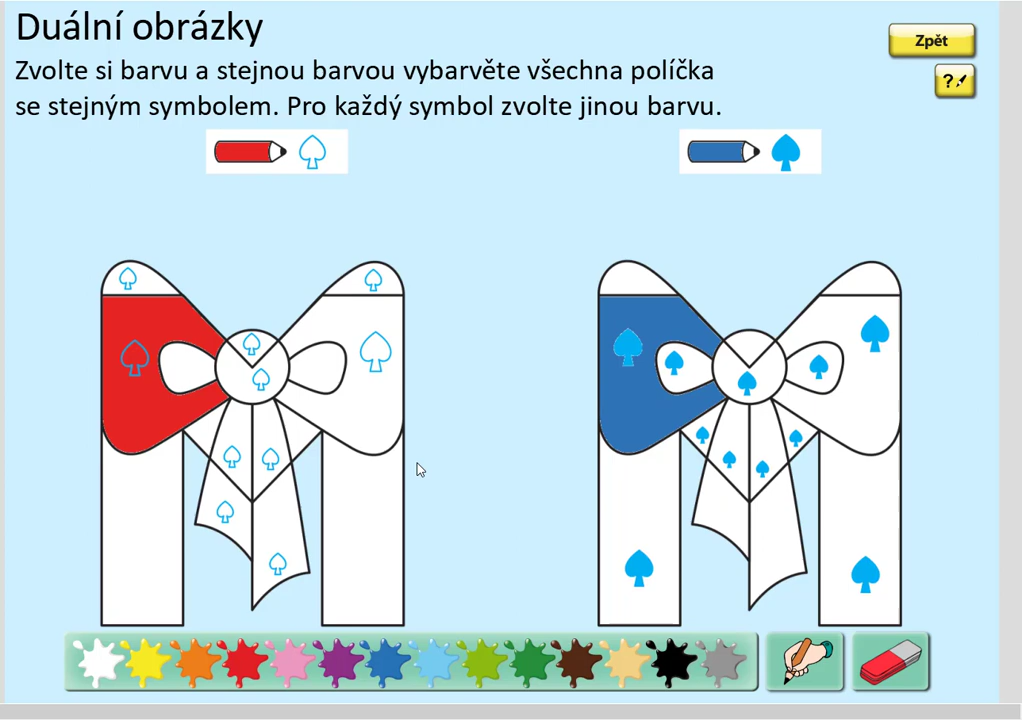 Duální obrázky
Zpět
Zvolte si barvu a stejnou barvou vybarvěte všechna políčka
se stejným symbolem. Pro každý symbol zvolte jinou barvu.
?